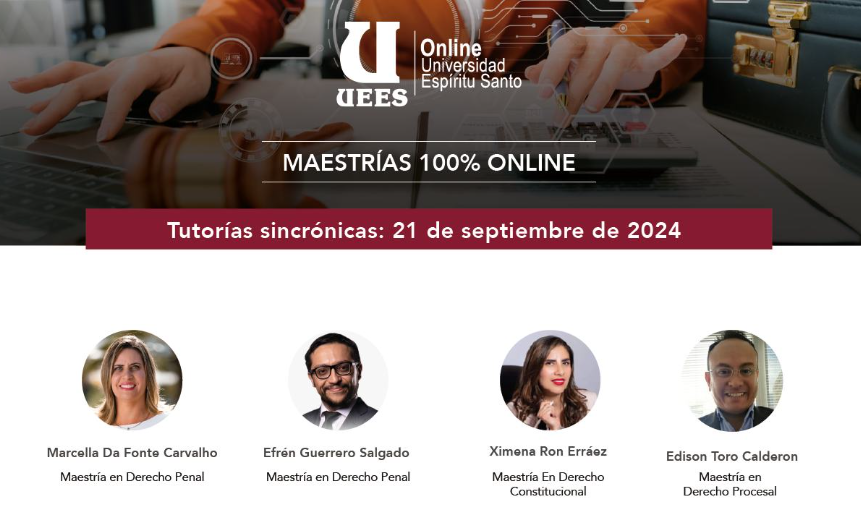 UEES
Online
Universidad
Espíritu Santo
MAESTRÍAS 100% ONLINE
Tutorías sincrónicas: 21 de septiembre de 2024
Marcella Da Fonte Carvalho
Maestría en Derecho Penal
Efrén Guerrero Salgado
Maestría en Derecho Penal
Ximena Ron Erráez
Maestría En Derecho
Constitucional
Edison Toro Calderon
Maestría en
Derecho Procesal